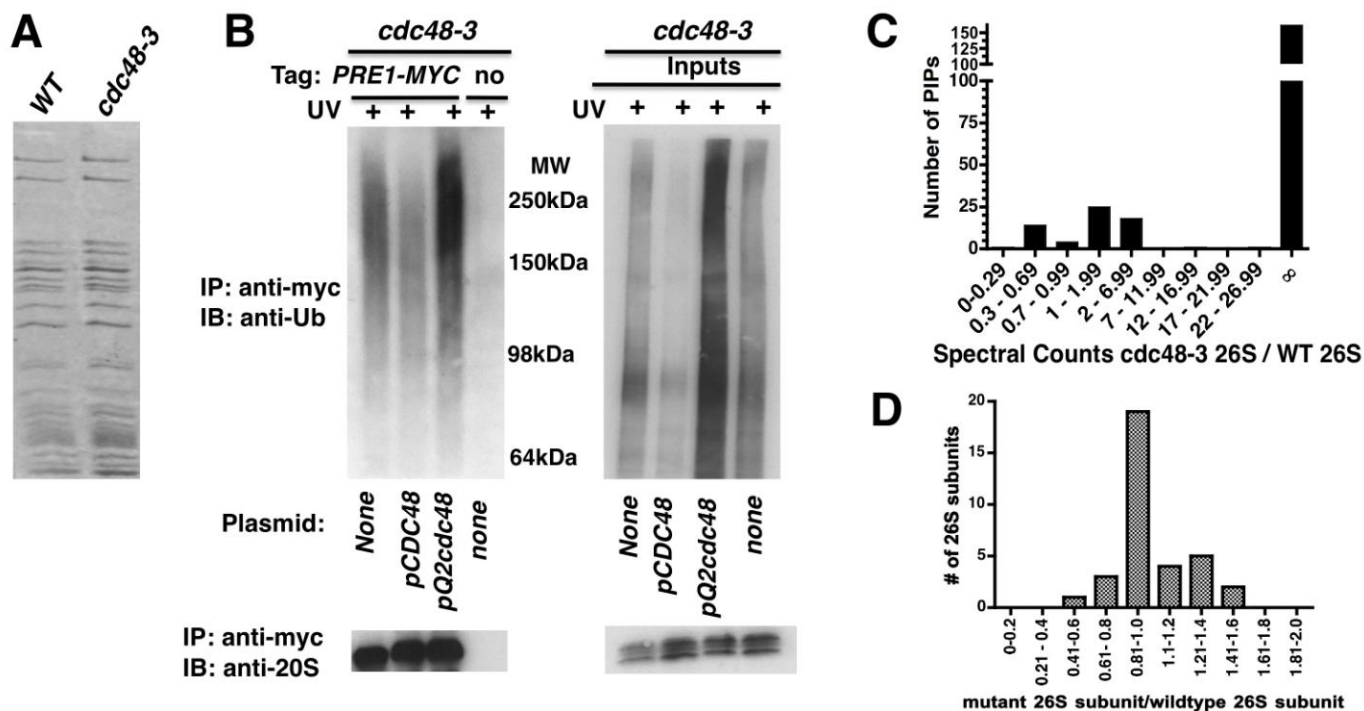 A
WT
cdc48-3
B
cdc48-3
Tag: PRE1-MYC no
UV + + + +
cdc48-3
Inputs
UV + + + +
MW
250kDa
150kDa
98kDa
64kDa
IP: anti-myc
IB: anti-Ub
Plasmid:
None
pCDC48
pQ2cdc48
none
None
pCDC48
pQ2cdc48
none
IP: anti-myc
IB: anti-20S
C
Number of PIPs
150
125
100
100
75
50
25
0
0-0.29
0.3 - 0.69
0.7 - 0.99
1 - 1.99
2 - 6.99
7 - 11.99
12 - 16.99
17 - 21.99
22 - 26.99
∞
Spectral Counts cdc48-3 26S / WT 26S
D
# of 26S subunits
20
15
10
5
0
0-0.2
0.21 - 0.4
0.41-0.6
0.61- 0.8
0.81-1.0
1.1-1.2
1.21-1.4
1.41-1.6
1.61-1.8
1.81-2.0
mutant 26S subunit/wildtype 26S subunit